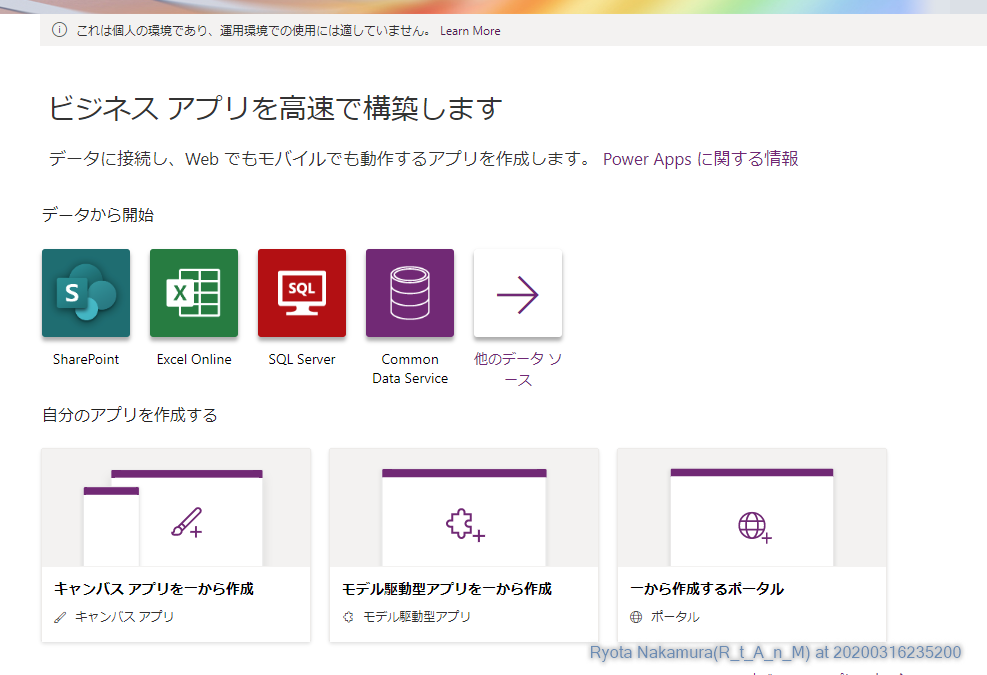 これは個人の環境であり、運用環境での使用には適していません。 Learn More
ビジネス アプリを高速で構築します
データに接続し、Web でもモバイルでも動作するアプリを作成します。 Power Apps に関する情報
データから開始
S
X
SQL
SharePoint
Excel Online
SQL Server
Common
Data Service
他のデータ ソ
ース
自分のアプリを作成する
キャンバス アプリを一から作成
キャンバス アプリ
モデル駆動型アプリを一から作成
モデル駆動型アプリ
一から作成するポータル
ポータル
Ryota Nakamura(R_t_A_n_M) at 20200316235200